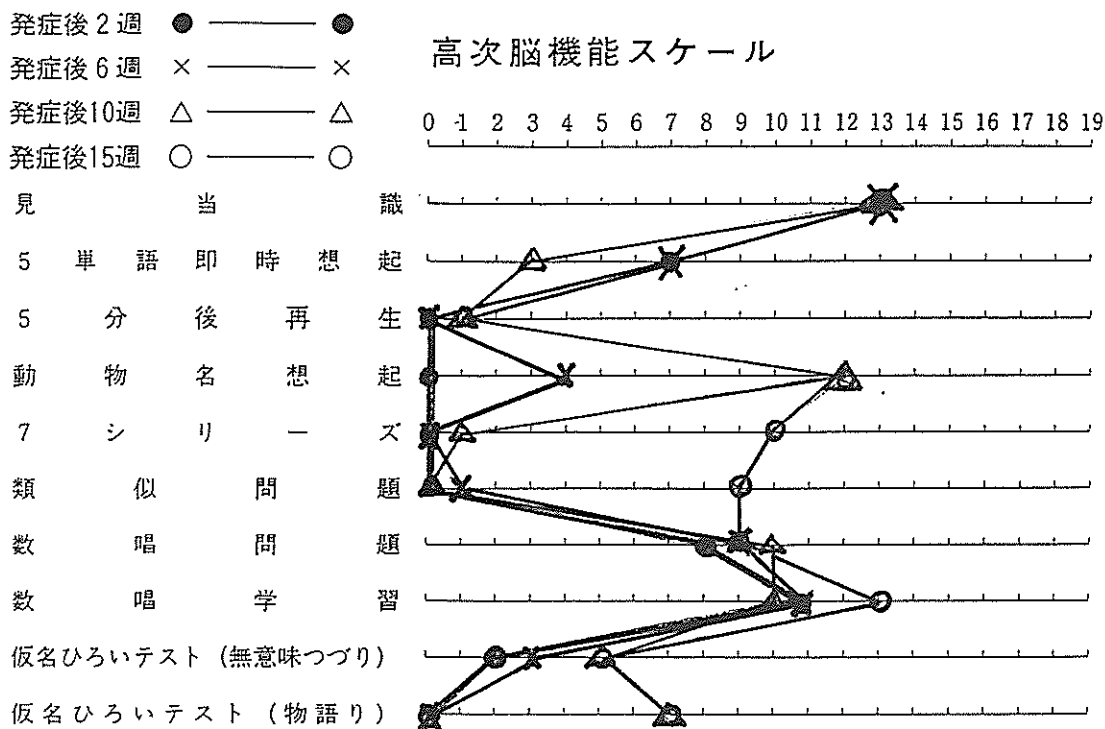 発症後2週
高次脳機能スケール
発症後6週
発症後10週
発症後15週
0 1 2 3 4 5 6 7 8 9 10 11 12 13 14 15 16 17 18 19
見当識
5単語即時想起
5分後再生
動物名想起
7シリーズ
類似問題
数唱問題
数唱学習
仮名ひろいテスト(無意味つづり)
仮名ひろいテスト(物語り)